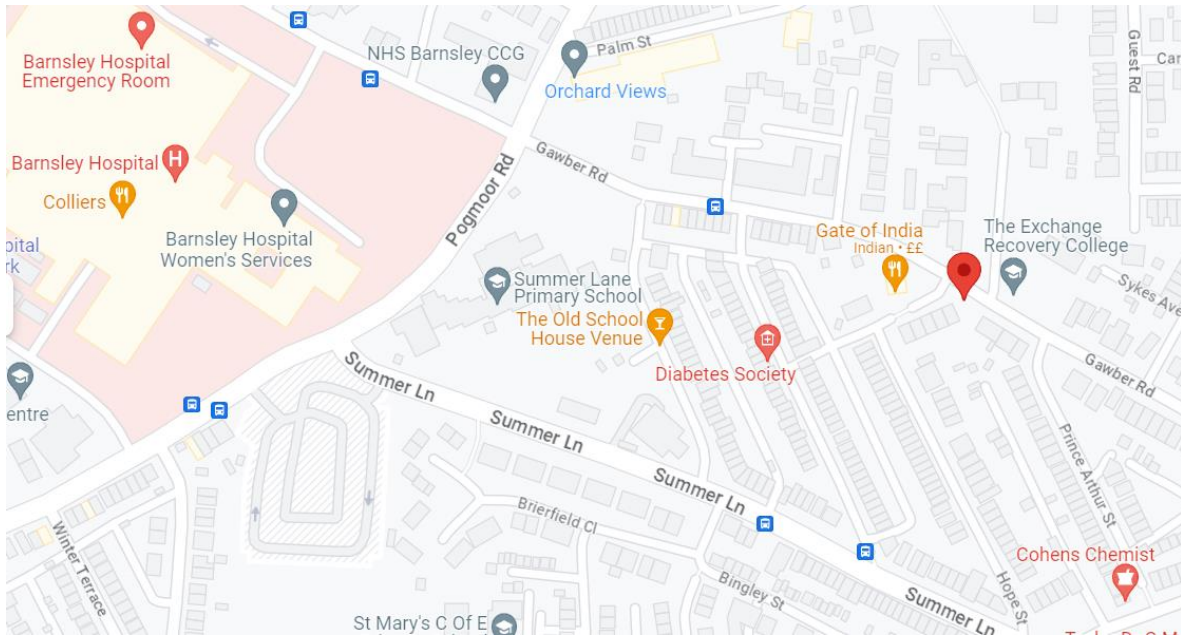 Barnsley Hospital
Emergency Room
NHS Barnsley CCG
Palm St
Orchard Views
Guest Rd
Car
Barnsley Hospital
H
Colliers
Barnsley Hospital
Women's Services
pital
rk
Pogmoor Rd
Gawber Rd
Gate of India
Indian • ££
The Exchange
Recovery College
Summer Lane
Primary School
The Old School
House Venue
Diabetes Society
Sykes Ave
Gawber Rd
entre
Summer Ln
Summer Ln
Summer Ln
Summer Ln
Prince Arthur St
Hope St
Brierfield Cl
Bingley St
Winter Terrace
Cohens Chemist
St Mary's C Of E